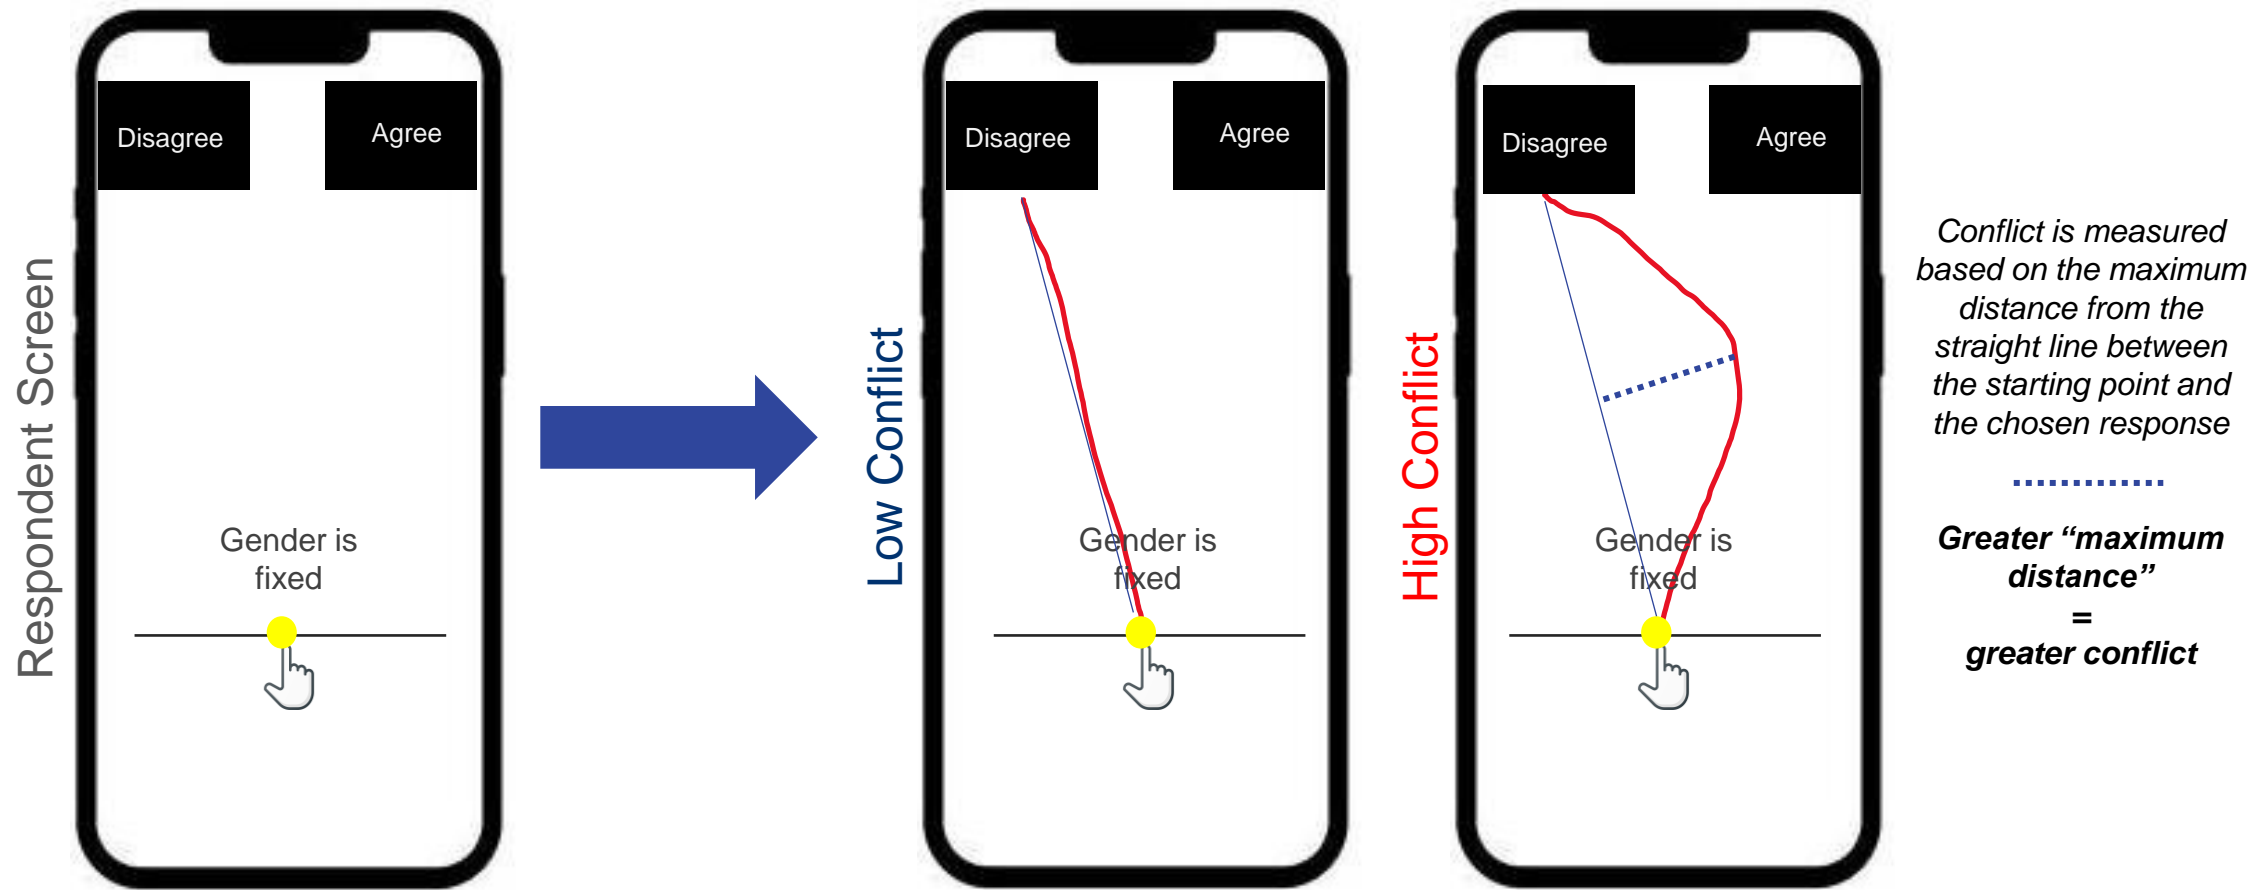 Respondent Screen
Disagree
Agree
Gender is
fixed
Low Conflict
Disagree
Agree
Gender is
fixed
High Conflict
Disagree
Agree
Gender is
fixed
Conflict is measured
based on the maximum
distance from the
straight line between
the starting point and
the chosen response
Greater “maximum
distance”
=
greater conflict